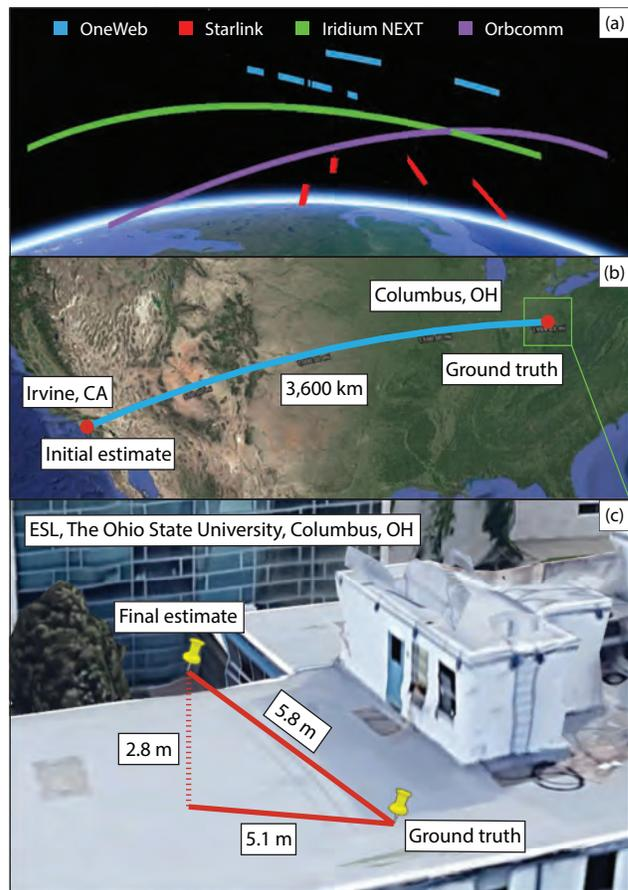 OneWeb Starlink Iridium NEXT Orbcomm (a)
(b)
Columbus, OH
Ground truth
3,600 km
Irvine, CA
Initial estimate
(c)
ESL, The Ohio State University, Columbus, OH
Final estimate
5.8 m
2.8 m
5.1 m
Ground truth